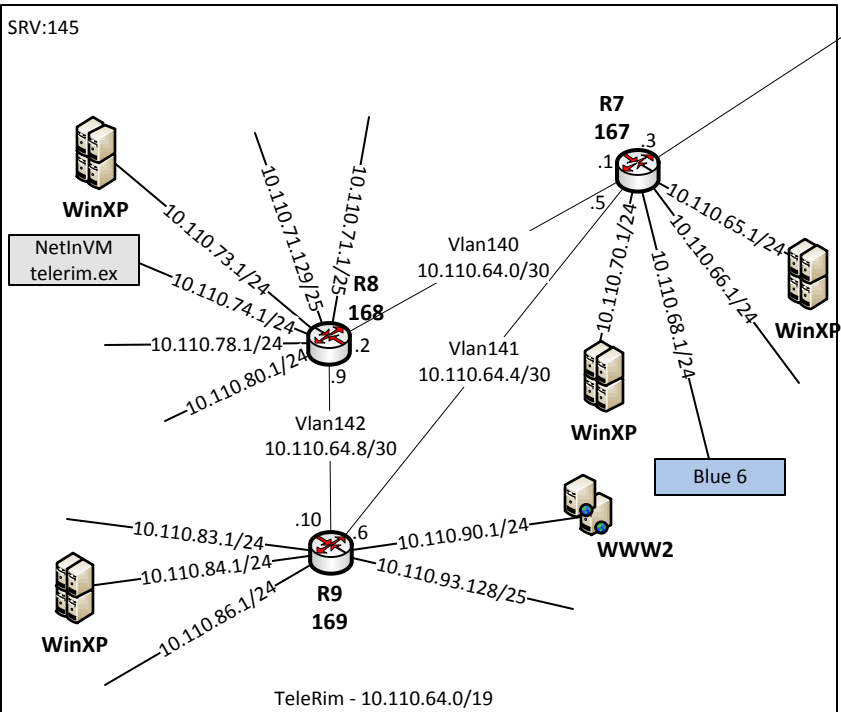 SRV:145
R7
167
.3
.1
.5
WinXP
10.110.73.1/24
10.110.71.129/25
10.110.71.1/25
NetInVM
telerim.ex
10.110.74.1/24
R8
168
10.110.78.1/24
.2
10.110.80.1/24
.9
Vlan140
10.110.64.0/30
10.110.65.1/24
10.110.66.1/24
10.110.70.1/24
10.110.68.1/24
WinXP
Vlan141
10.110.64.4/30
WinXP
Blue 6
Vlan142
10.110.64.8/30
.10
.6
10.110.83.1/24
10.110.90.1/24
WWW2
10.110.84.1/24
10.110.93.128/25
10.110.86.1/24
R9
169
WinXP
TeleRim - 10.110.64.0/19